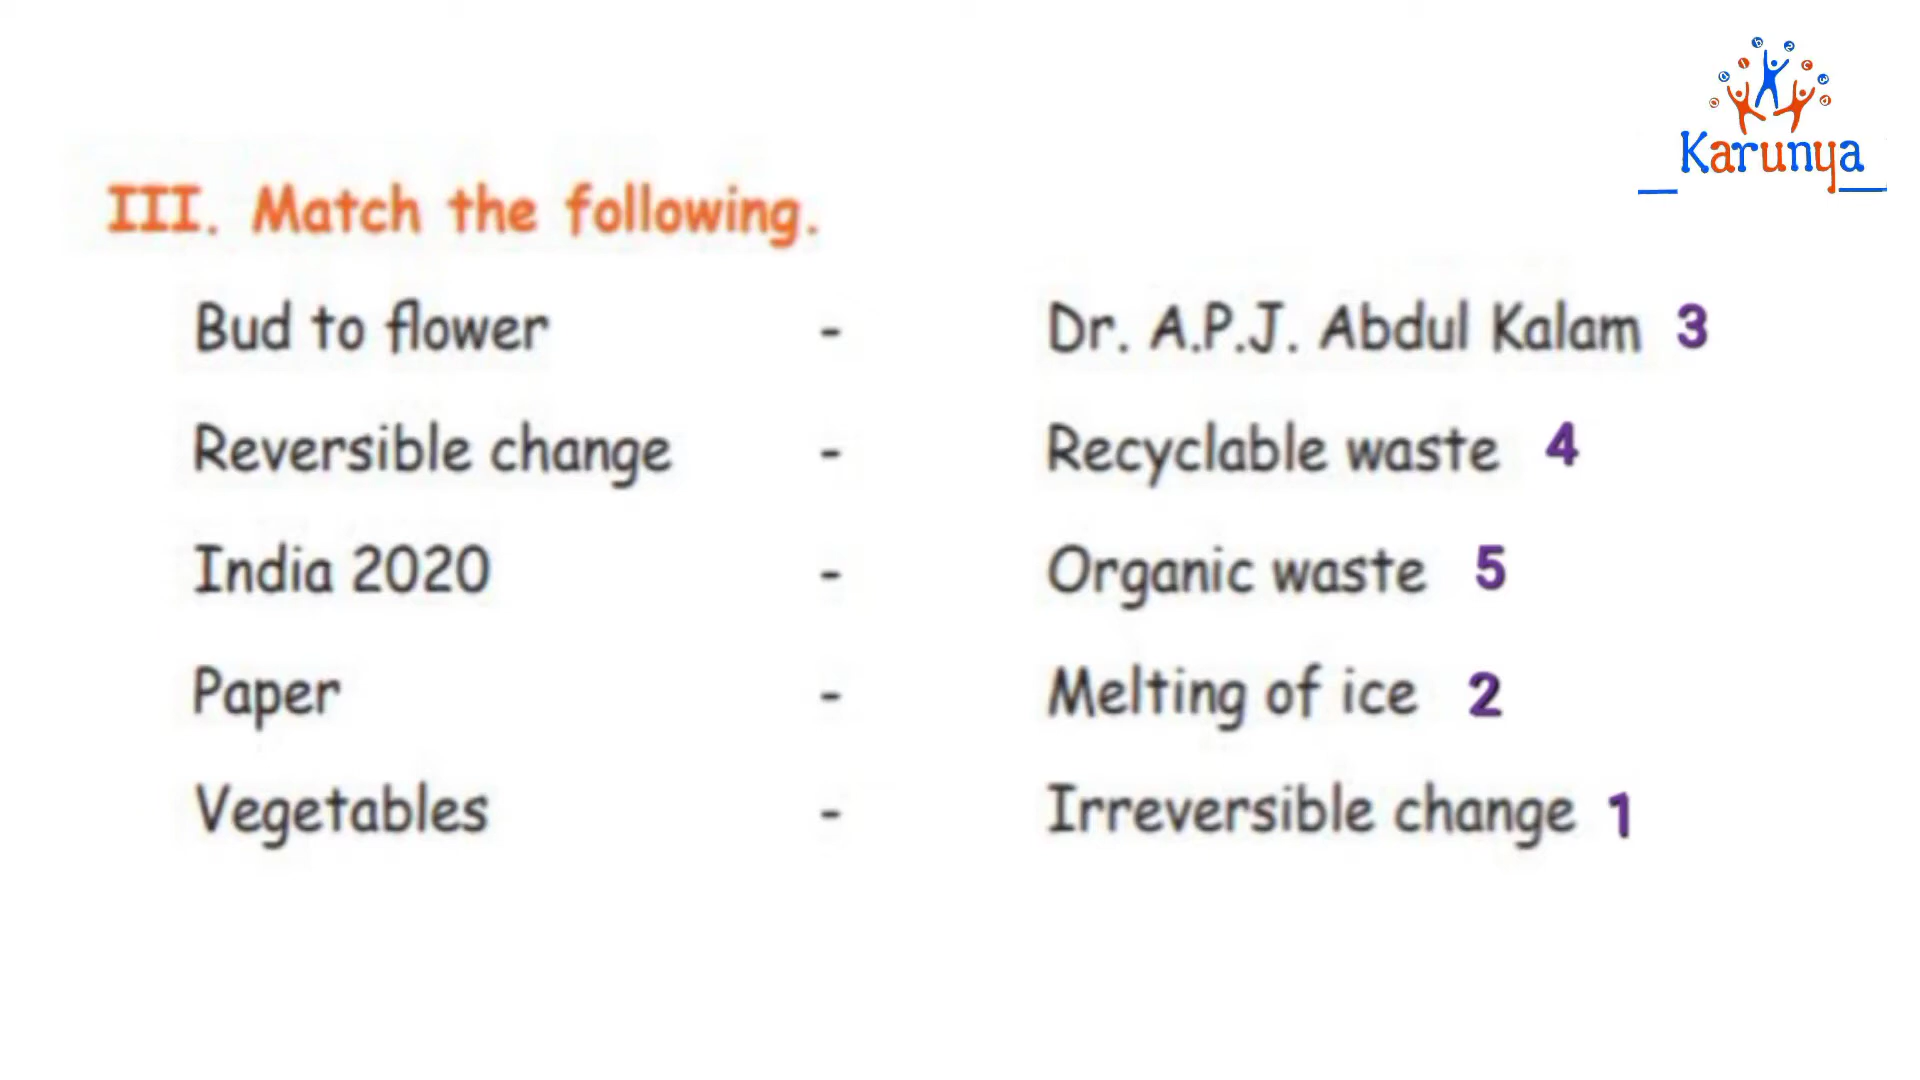 Karunya
III. Match the following.
Bud to flower - Dr. A.P.J. Abdul Kalam 3
Reversible change - Recyclable waste 4
India 2020 - Organic waste 5
Paper - Melting of ice 2
Vegetables - Irreversible change 1